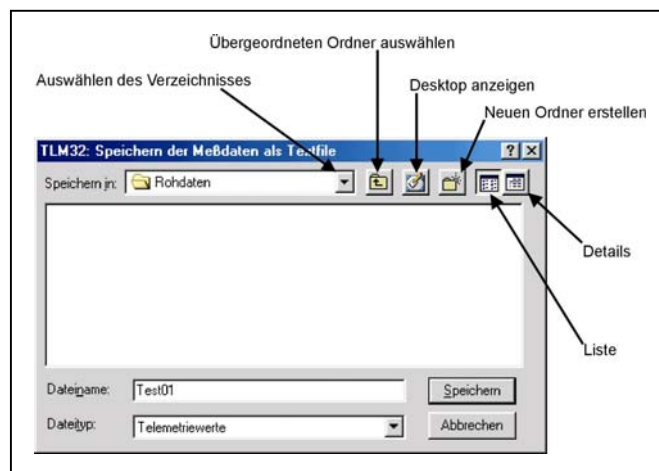 Übergeordneten Ordner auswählen
Auswählen des Verzeichnisses
Desktop anzeigen
Neuen Ordner erstellen
TLM32: Speichern der Meßdaten als Textfile
Speichern in: Rohdaten
Details
Liste
Dateiname: Test01 Speichern
Dateityp: Telemetriewerte Abbrechen